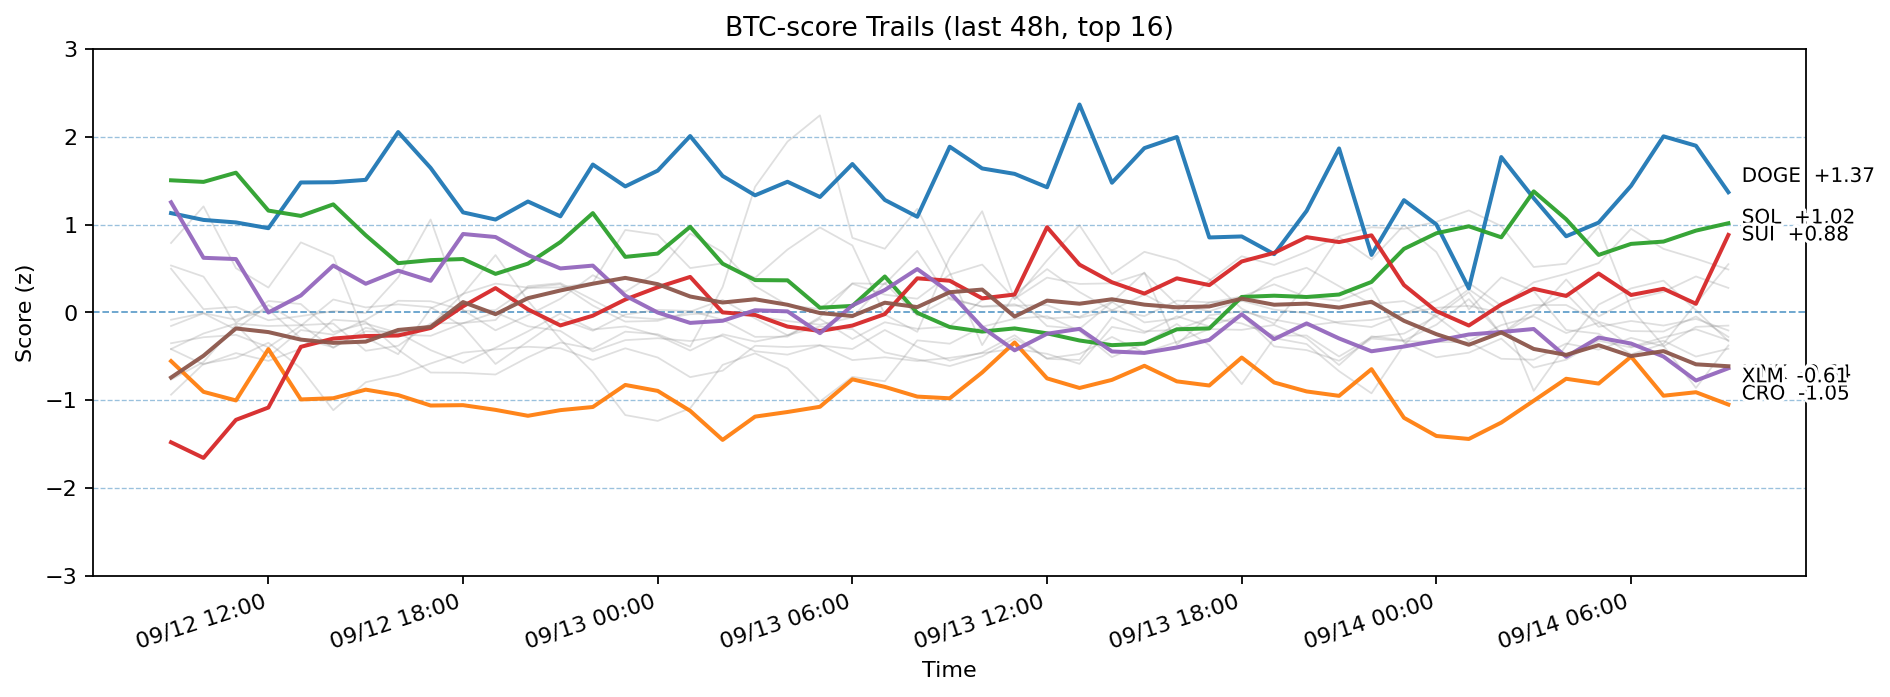 BTC-score Trails (last 48h, top 16)
3
2
1
0
−1
−2
−3
Score (z)
DOGE +1.37
SOL +1.02
SUI +0.88
XLM -0.61
CRO -1.05
09/12 12:00
09/12 18:00
09/13 00:00
09/13 06:00
09/13 12:00
09/13 18:00
09/14 00:00
09/14 06:00
Time